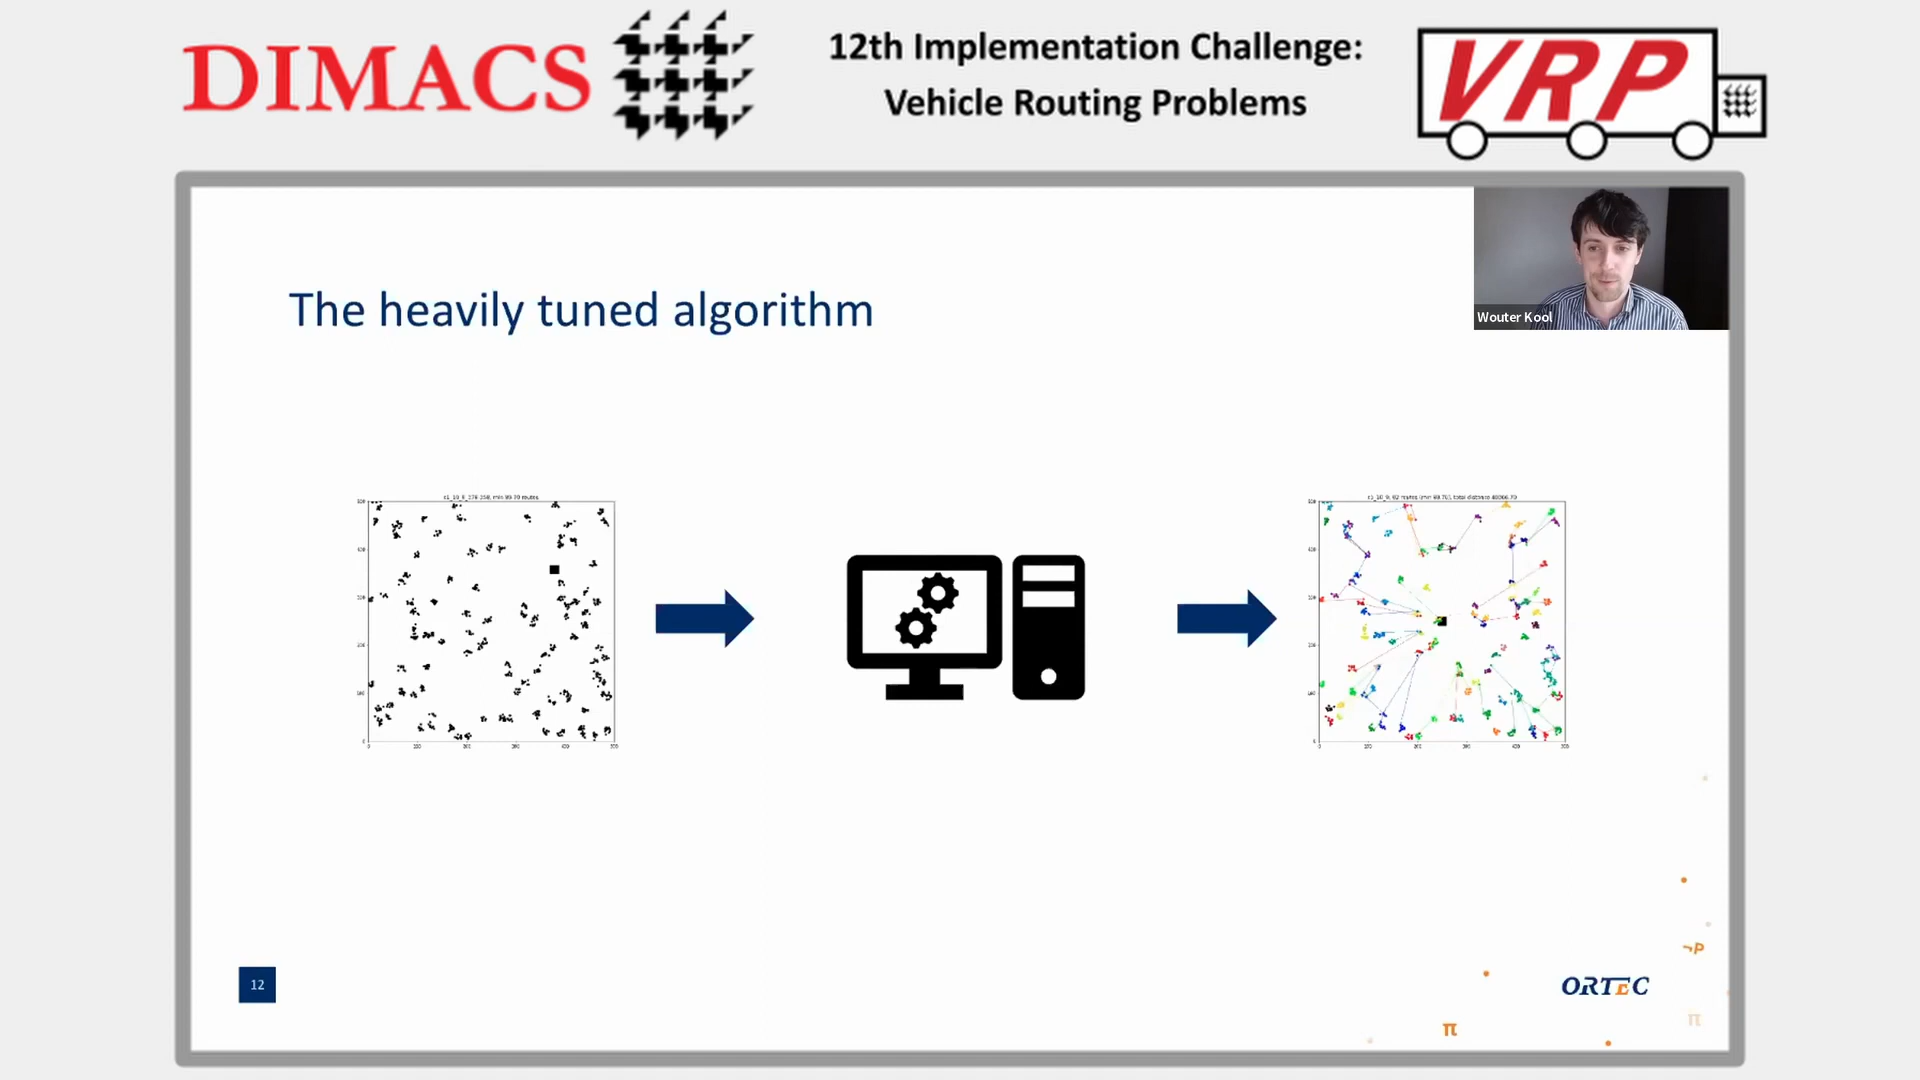 DIMACS
12th Implementation Challenge:
Vehicle Routing Problems
VRP
Wouter Kool
The heavily tuned algorithm
12
ORTEC
¬P
π
π